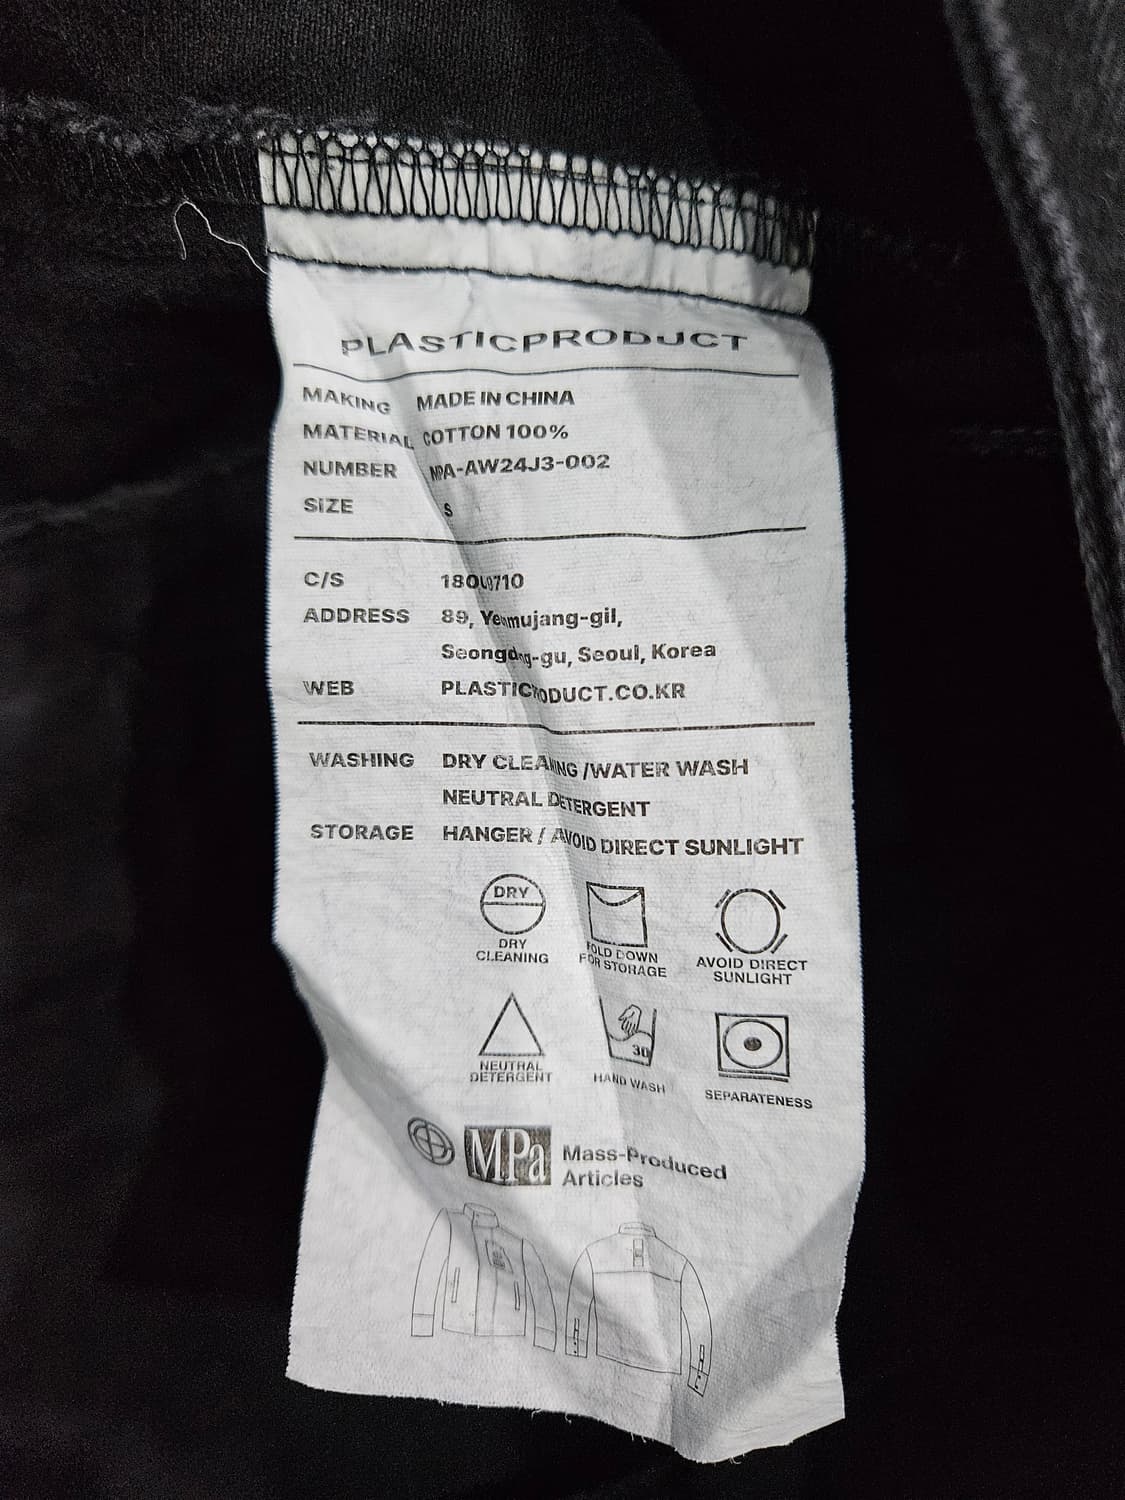 PLASTICPRODUCT
MAKING MADE IN CHINA
MATERIAL COTTON 100%
NUMBER MPA-AW24J3-002
SIZE S
C/S
ADDRESS 89, Yeonmujang-gil,
Seongdong-gu, Seoul, Korea
WEB PLASTICPRODUCT.CO.KR
WASHING DRY CLEANING /WATER WASH
NEUTRAL DETERGENT
STORAGE HANGER / AVOID DIRECT SUNLIGHT
DRY
DRY
CLEANING
FOLD DOWN
FOR STORAGE
AVOID DIRECT
SUNLIGHT
NEUTRAL
DETERGENT
30
HAND WASH
SEPARATENESS
MPa Mass-Produced
Articles